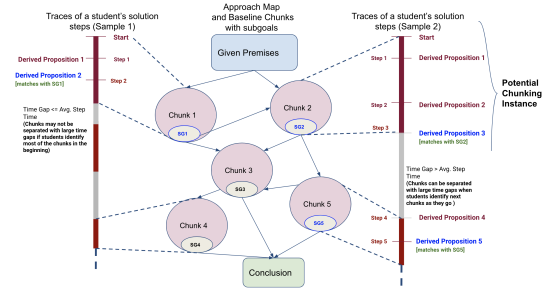 Traces of a student's solution
steps (Sample 1)
Approach Map
and Baseline Chunks
with subgoals
Traces of a student's solution
steps (Sample 2)
Start
Derived Proposition 1
Step 1
Derived Proposition 2
[matches with SG1]
Step 2
Time Gap <= Avg. Step
Time
(Chunks may not be
separated with large time
gaps if students identify
most of the chunks in the
beginning)
Given Premises
Chunk 1
SG1
Chunk 2
SG2
Chunk 3
SG3
Chunk 4
SG4
Chunk 5
SG5
Conclusion
Start
Step 1
Derived Proposition 1
Step 2
Derived Proposition 2
Step 3
Derived Proposition 3
[matches with SG2]
Time Gap > Avg. Step
Time
(Chunks can be separated
with large time gaps when
students identify next
chunks as they go )
Step 4
Derived Proposition 4
Step 5
Derived Proposition 5
[matches with SG5]
Potential
Chunking
Instance